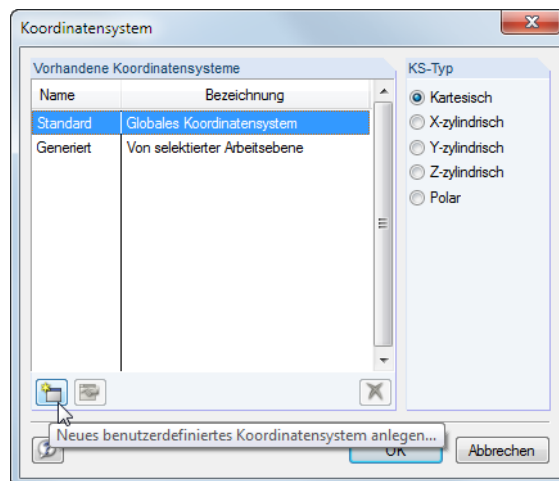 Koordinatensystem
Vorhandene Koordinatensysteme
KS-Typ
Name Bezeichnung
Standard Globales Koordinatensystem
Generiert Von selektierter Arbeitsebene
Kartesisch
X-zylindrisch
Y-zylindrisch
Z-zylindrisch
Polar
Neues benutzerdefiniertes Koordinatensystem anlegen...
OK
Abbrechen